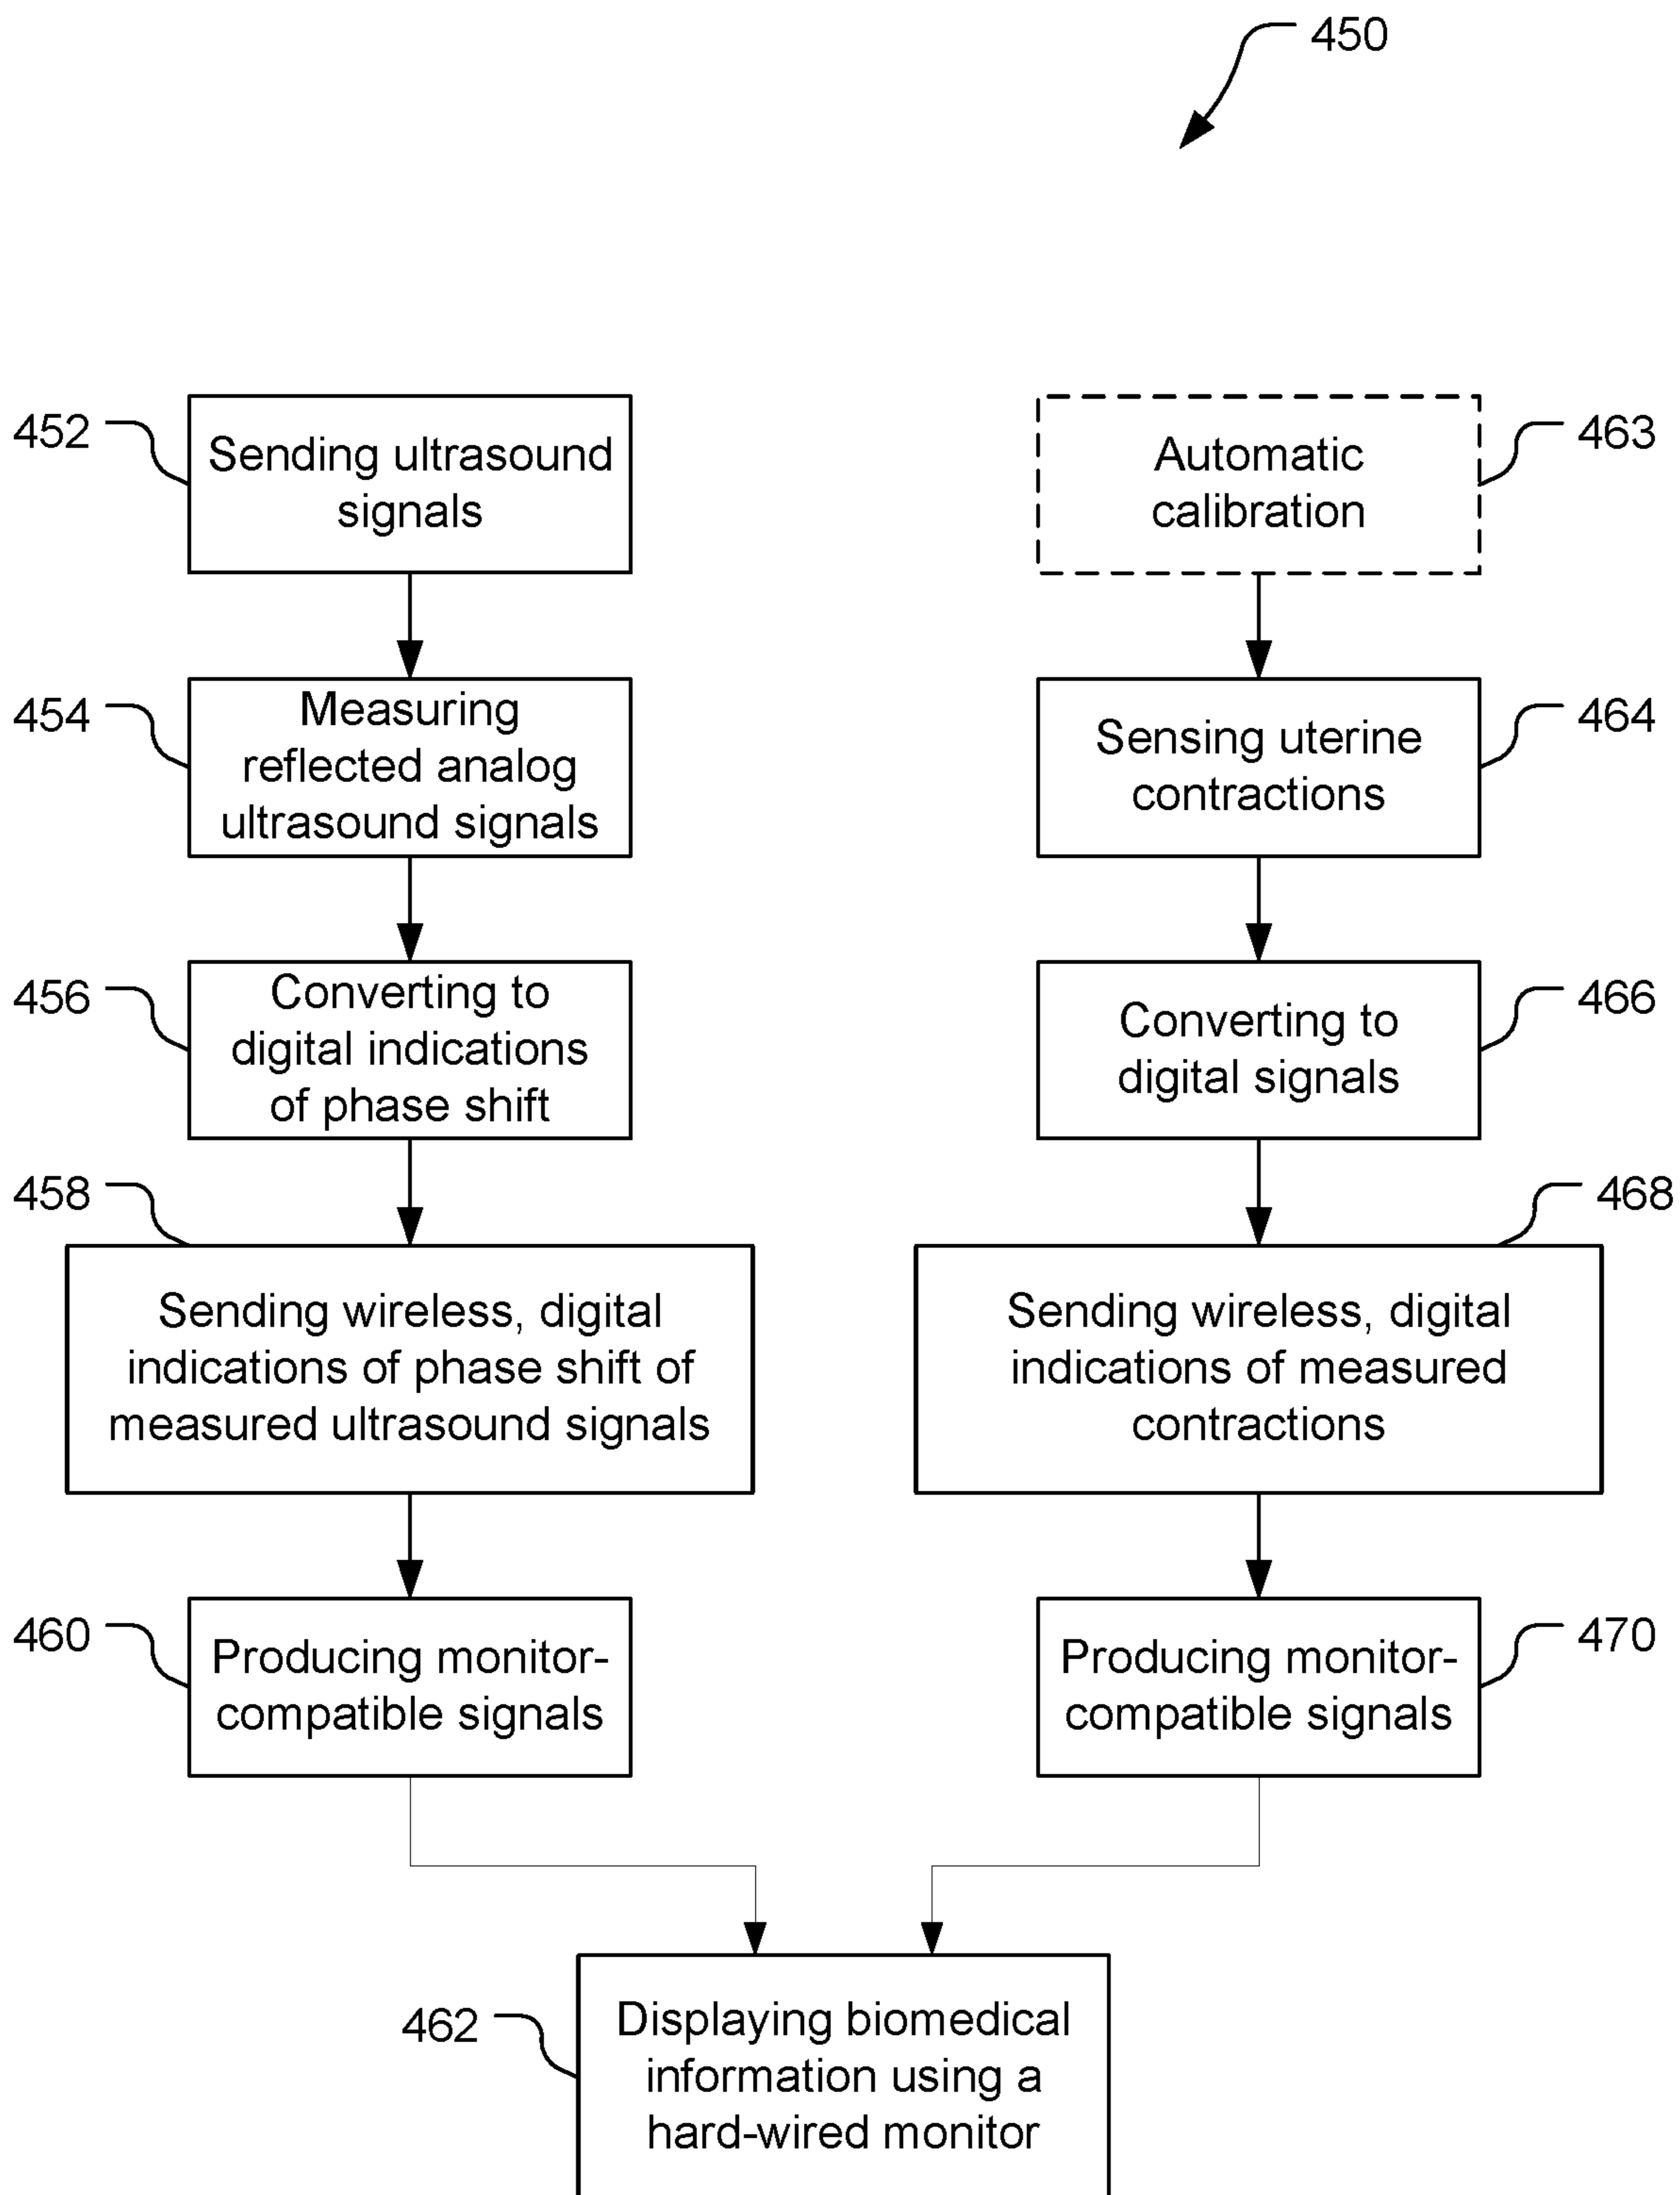 450
452
Sending ultrasound
signals
454
Measuring
reflected analog
ultrasound signals
456
Converting to
digital indications
of phase shift
458
Sending wireless, digital
indications of phase shift of
measured ultrasound signals
460
Producing monitor-
compatible signals
Automatic
calibration
463
Sensing uterine
contractions
464
Converting to
digital signals
466
468
Sending wireless, digital
indications of measured
contractions
Producing monitor-
compatible signals
470
462
Displaying biomedical
information using a
hard-wired monitor